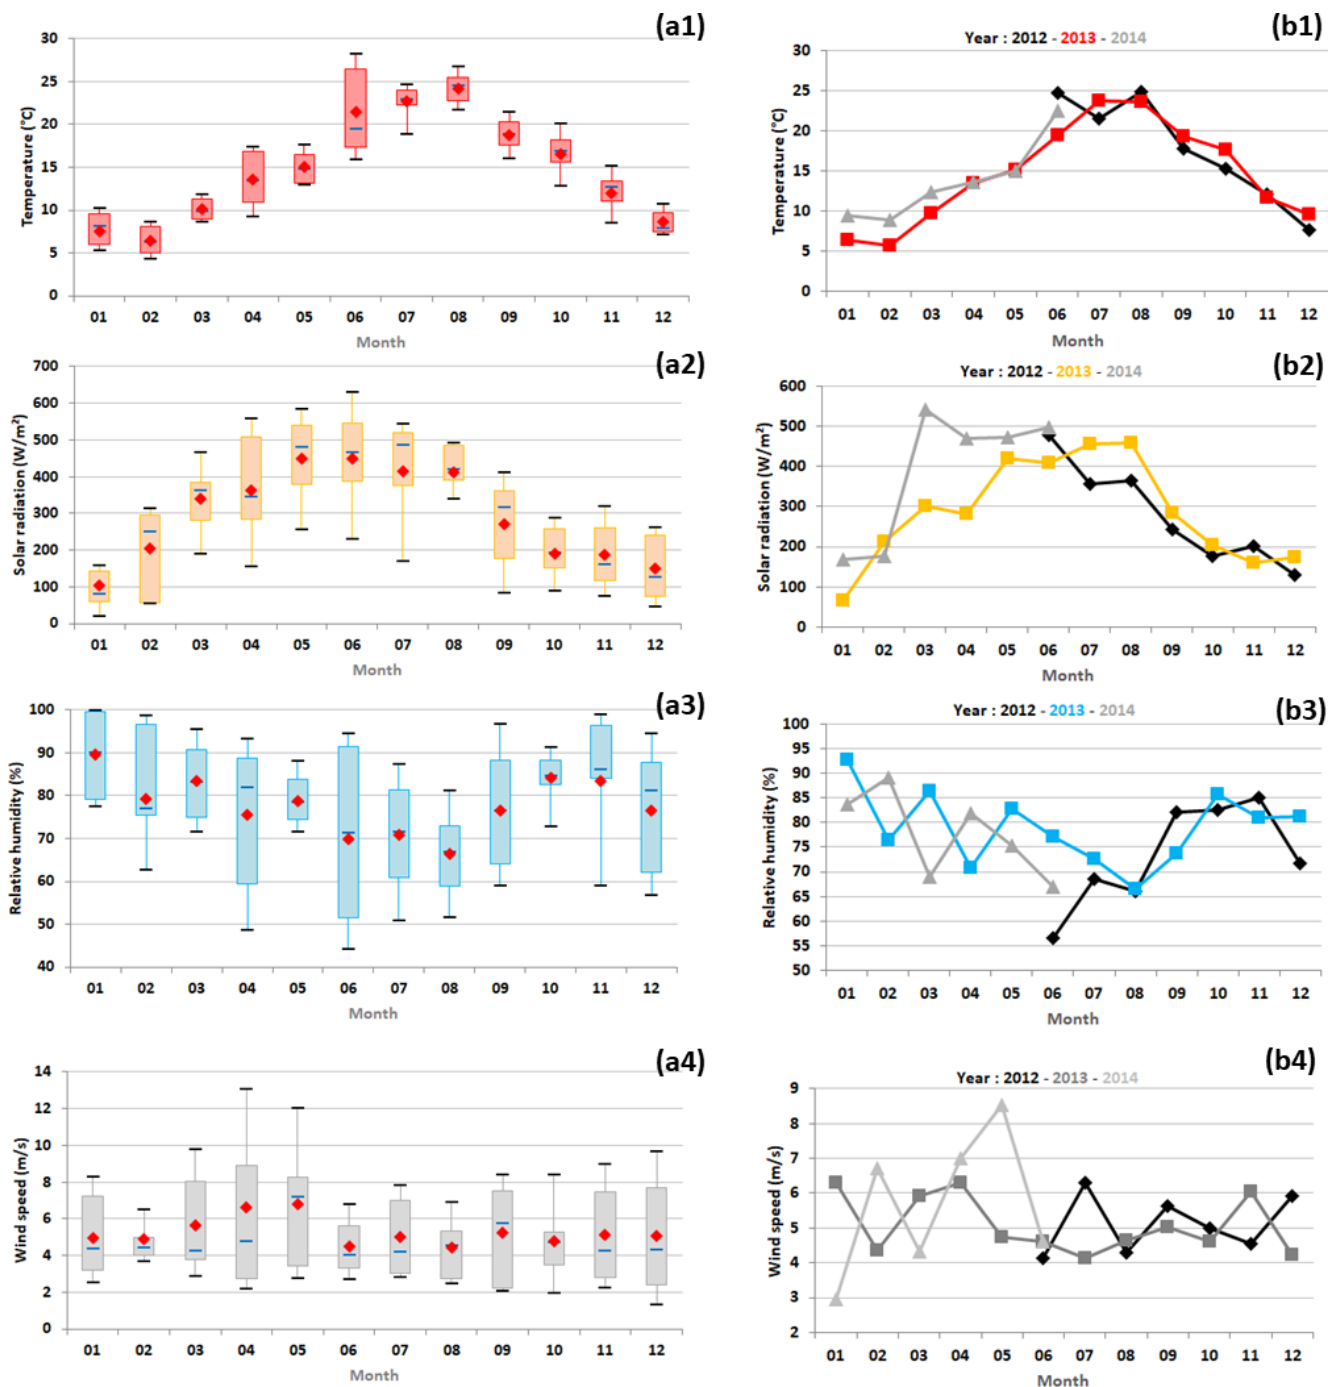 (a1)
30
25
20
15
10
5
0
Temperature (°C)
01 02 03 04 05 06 07 08 09 10 11 12
Month
(b1)
Year : 2012 - 2013 - 2014
30
25
20
15
10
5
0
Temperature (°C)
01 02 03 04 05 06 07 08 09 10 11 12
Month
(a2)
700
600
500
400
300
200
100
0
Solar radiation (W/m²)
01 02 03 04 05 06 07 08 09 10 11 12
Month
(b2)
Year : 2012 - 2013 - 2014
600
500
400
300
200
100
0
Solar radiation (W/m²)
01 02 03 04 05 06 07 08 09 10 11 12
Month
(a3)
100
90
80
70
60
50
40
Relative humidity (%)
01 02 03 04 05 06 07 08 09 10 11 12
Month
(b3)
Year : 2012 - 2013 - 2014
100
95
90
85
80
75
70
65
60
55
50
Relative humidity (%)
01 02 03 04 05 06 07 08 09 10 11 12
Month
(a4)
14
12
10
8
6
4
2
0
Wind speed (m/s)
01 02 03 04 05 06 07 08 09 10 11 12
Month
(b4)
Year : 2012 - 2013 - 2014
9
8
7
6
5
4
3
2
Wind speed (m/s)
01 02 03 04 05 06 07 08 09 10 11 12
Month